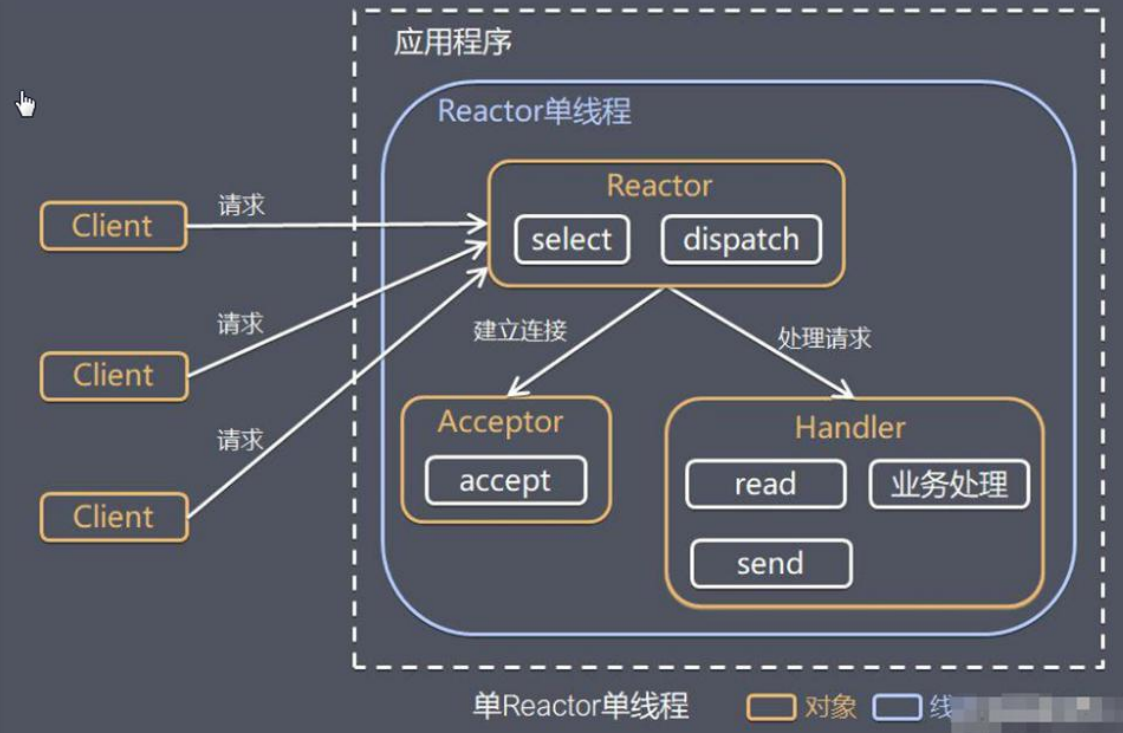 应用程序
Reactor单线程
Reactor
select
dispatch
Client
请求
Client
请求
Client
请求
建立连接
处理请求
Acceptor
accept
Handler
read
业务处理
send
单Reactor单线程
对象
线